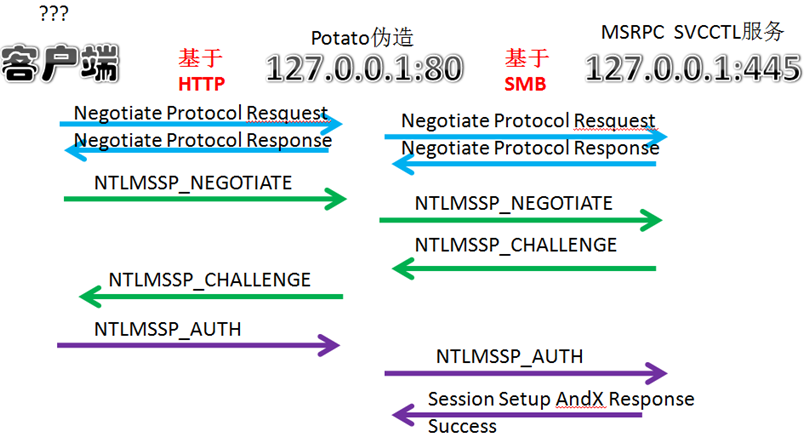 ???
客户端
基于
HTTP
Potato伪造
127.0.0.1:80
基于
SMB
MSRPC SVCCTL服务
127.0.0.1:445
Negotiate Protocol Resquest
Negotiate Protocol Resquest
Negotiate Protocol Response
Negotiate Protocol Response
NTLMSSP_NEGOTIATE
NTLMSSP_NEGOTIATE
NTLMSSP_CHALLENGE
NTLMSSP_CHALLENGE
NTLMSSP_AUTH
NTLMSSP_AUTH
Session Setup AndX Response
Success